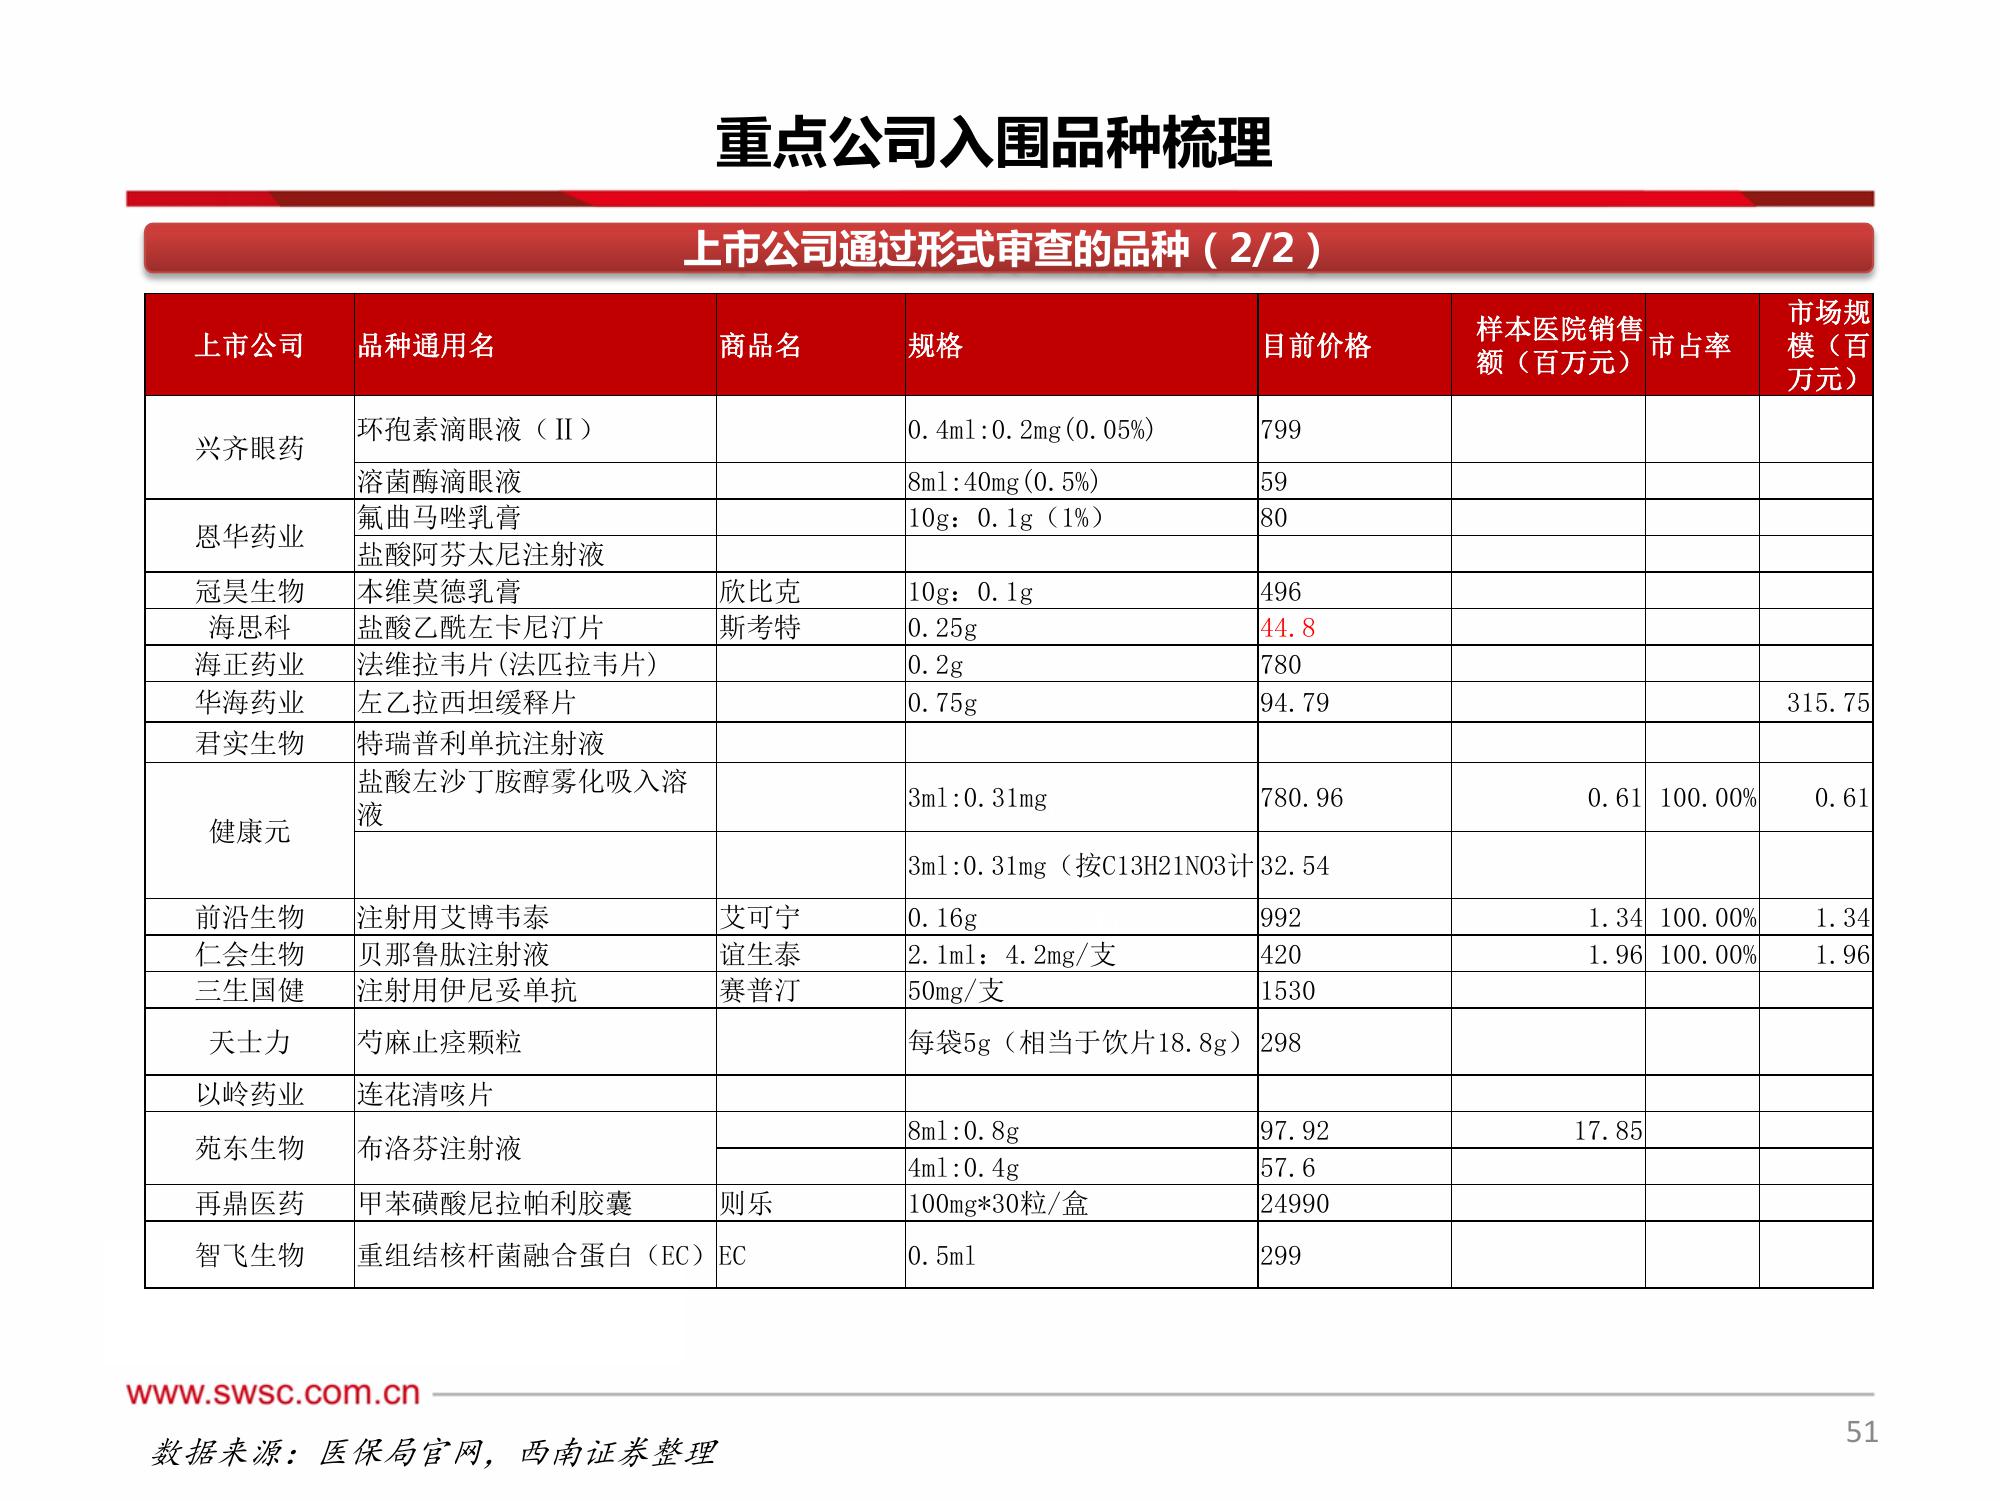 重点公司入围品种梳理
上市公司通过形式审查的品种（2/2）
上市公司 品种通用名 商品名 规格 目前价格 样本医院销售额（百万元） 市占率 市场规模（百万元）
兴齐眼药 环孢素滴眼液（Ⅱ） 0.4ml:0.2mg(0.05%) 799
溶菌酶滴眼液 8ml:40mg(0.5%) 59
恩华药业 氟曲马唑乳膏 10g：0.1g（1%） 80
盐酸阿芬太尼注射液
冠昊生物 本维莫德乳膏 欣比克 10g：0.1g 496
海思科 盐酸乙酰左卡尼汀片 斯考特 0.25g 44.8
海正药业 法维拉韦片(法匹拉韦片) 0.2g 780
华海药业 左乙拉西坦缓释片 0.75g 94.79 315.75
君实生物 特瑞普利单抗注射液
健康元 盐酸左沙丁胺醇雾化吸入溶液 3ml:0.31mg 780.96 0.61 100.00% 0.61
3ml:0.31mg（按C13H21NO3计 32.54
前沿生物 注射用艾博韦泰 艾可宁 0.16g 992 1.34 100.00% 1.34
仁会生物 贝那鲁肽注射液 谊生泰 2.1ml：4.2mg/支 420 1.96 100.00% 1.96
三生国健 注射用伊尼妥单抗 赛普汀 50mg/支 1530
天士力 芍麻止痉颗粒 每袋5g（相当于饮片18.8g） 298
以岭药业 连花清咳片
苑东生物 布洛芬注射液 8ml:0.8g 97.92 17.85
4ml:0.4g 57.6
再鼎医药 甲苯磺酸尼拉帕利胶囊 则乐 100mg*30粒/盒 24990
智飞生物 重组结核杆菌融合蛋白（EC） EC 0.5ml 299
www.swsc.com.cn
51
数据来源：医保局官网，西南证券整理